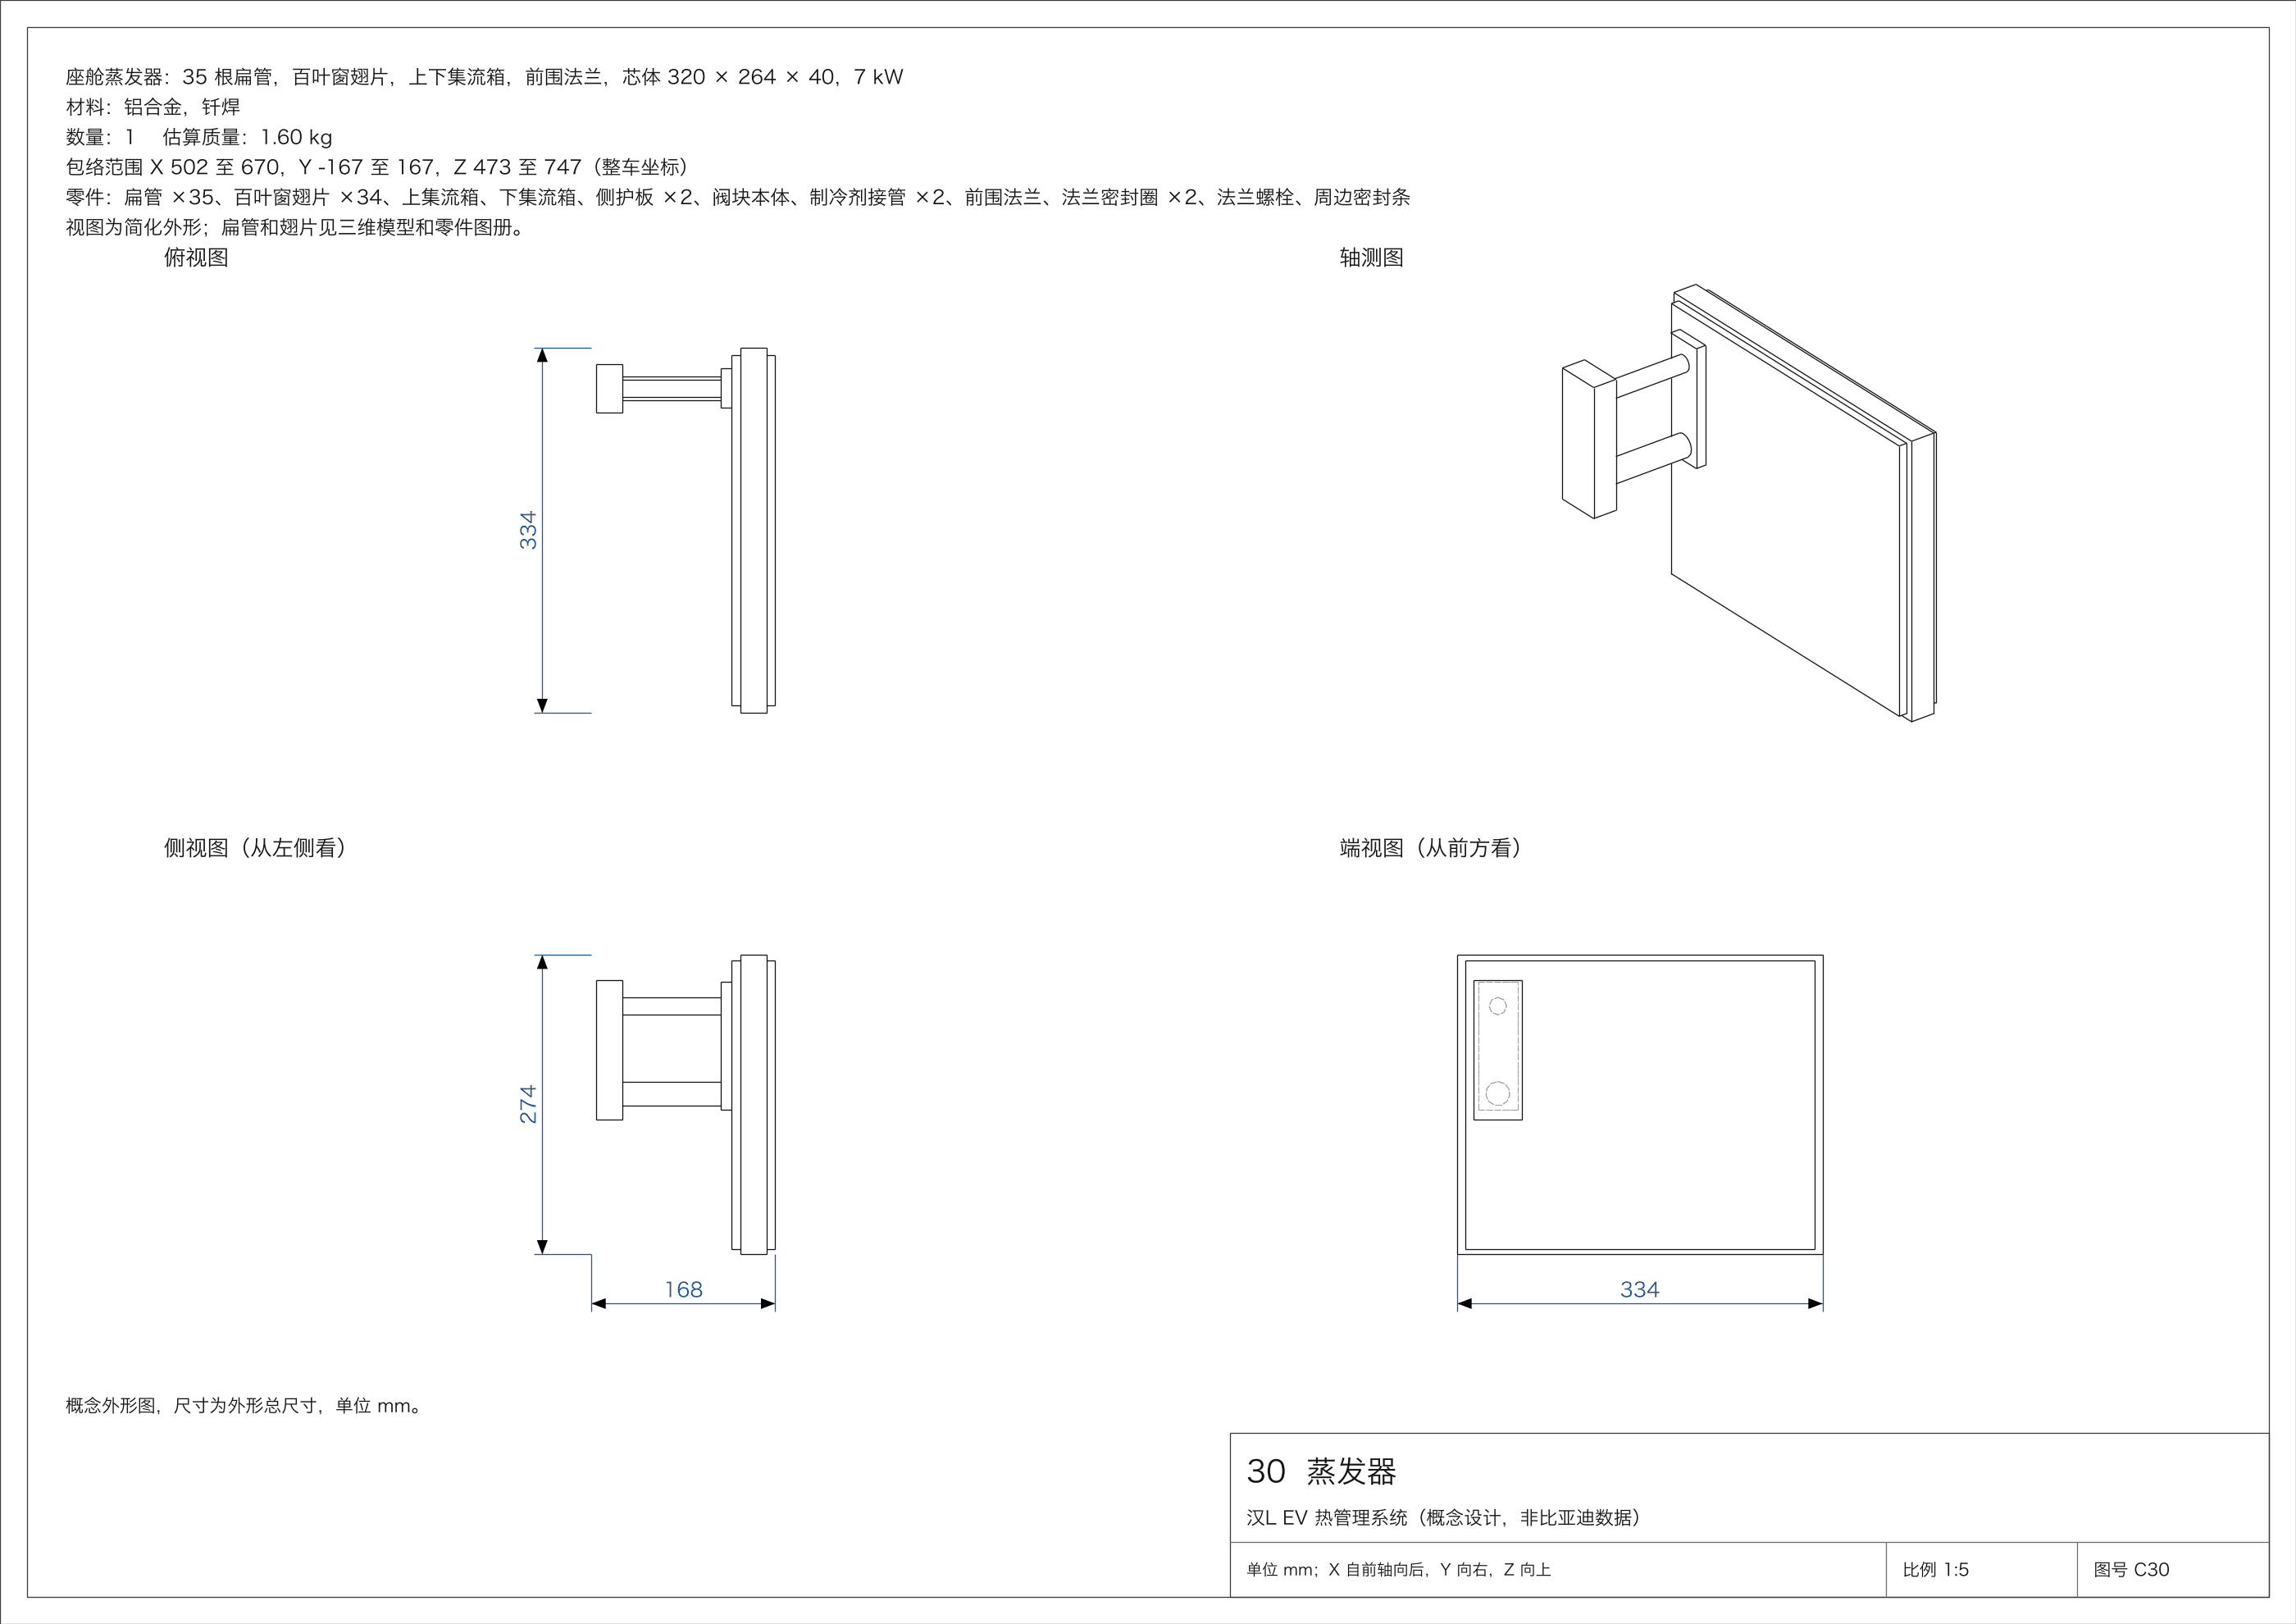 座舱蒸发器：35 根扁管，百叶窗翅片，上下集流箱，前围法兰，芯体 320 × 264 × 40，7 kW
材料：铝合金，钎焊
数量：1 估算质量：1.60 kg
包络范围 X 502 至 670，Y -167 至 167，Z 473 至 747（整车坐标）
零件：扁管 ×35、百叶窗翅片 ×34、上集流箱、下集流箱、侧护板 ×2、阀块本体、制冷剂接管 ×2、前围法兰、法兰密封圈 ×2、法兰螺栓、周边密封条
视图为简化外形；扁管和翅片见三维模型和零件图册。
俯视图
轴测图
334
侧视图（从左侧看）
端视图（从前方看）
274
168
334
概念外形图，尺寸为外形总尺寸，单位 mm。
30 蒸发器
汉L EV 热管理系统（概念设计，非比亚迪数据）
单位 mm；X 自前轴向后，Y 向右，Z 向上
比例 1:5
图号 C30